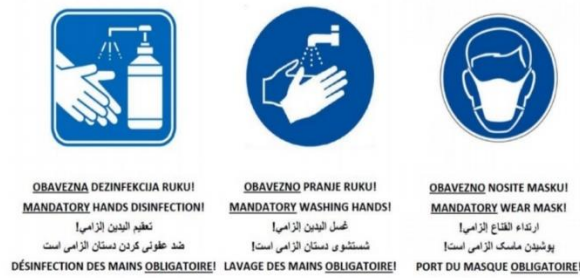 OBAVEZNA DEZINFEKCIJA RUKU!
MANDATORY HANDS DISINFECTION!
تعقيم اليدين إلزامي!
ضد عفونی کردن دستان الزامی است
DÉSINFECTION DES MAINS OBLIGATOIRE!
OBAVEZNO PRANJE RUKU!
MANDATORY WASHING HANDS!
غسل اليدين إلزامي!
شستشوی دستان الزامی است!
LAVAGE DES MAINS OBLIGATOIRE!
OBAVEZNO NOSITE MASKU!
MANDATORY WEAR MASK!
ارتداء القناع إلزامي!
پوشیدن ماسک الزامی است!
PORT DU MASQUE OBLIGATOIRE!